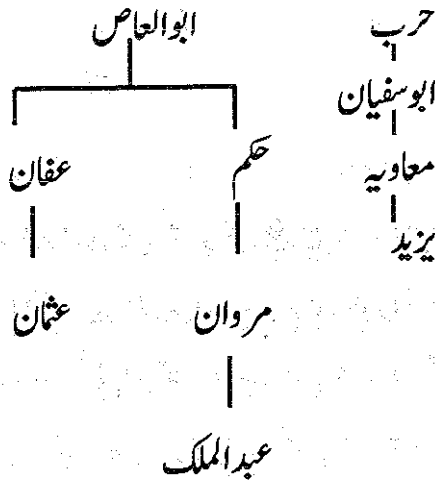 حرب ابوالعاص
ابوسفیان
معاویہ حکم عفان
یزید
مروان عثمان
عبدالملک